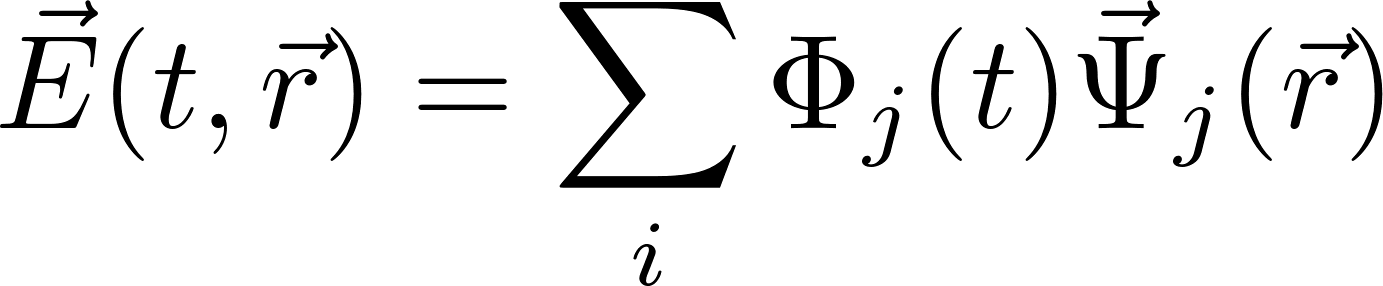 $\vec{E}(t, \vec{r}) = \sum_{i} \Phi_j(t) \vec{\Psi}_j(\vec{r})$